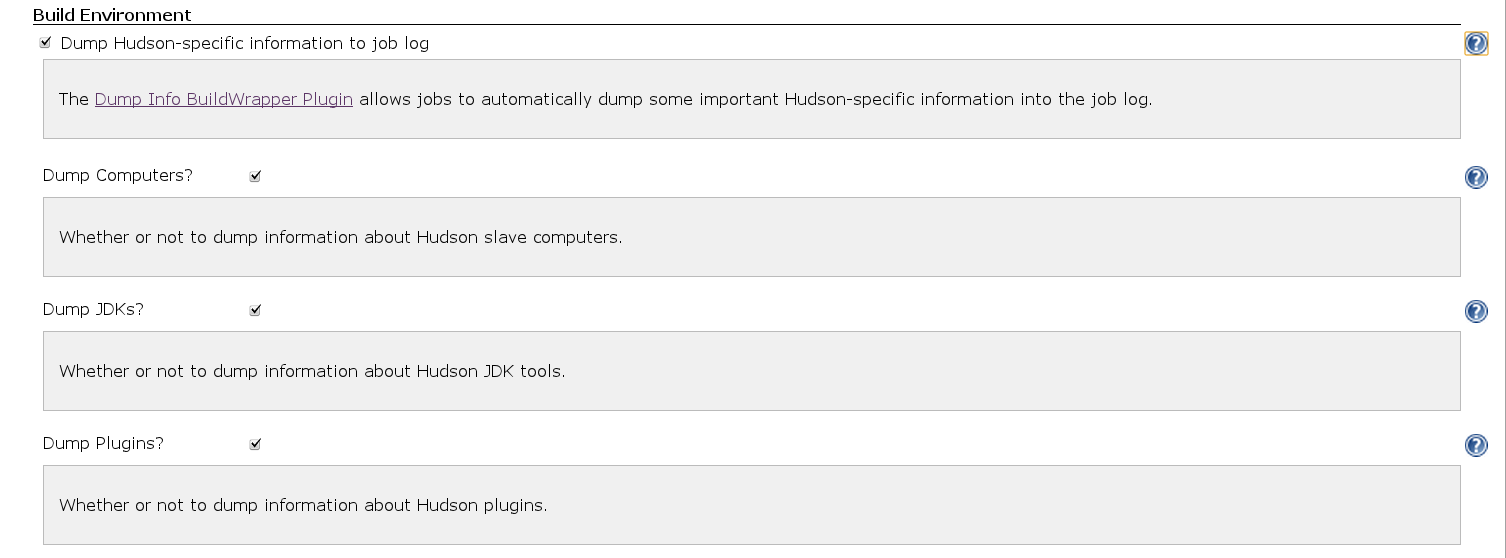 Build Environment
Dump Hudson-specific information to job log
The Dump Info BuildWrapper Plugin allows jobs to automatically dump some important Hudson-specific information into the job log.
Dump Computers?
Whether or not to dump information about Hudson slave computers.
Dump JDKs?
Whether or not to dump information about Hudson JDK tools.
Dump Plugins?
Whether or not to dump information about Hudson plugins.